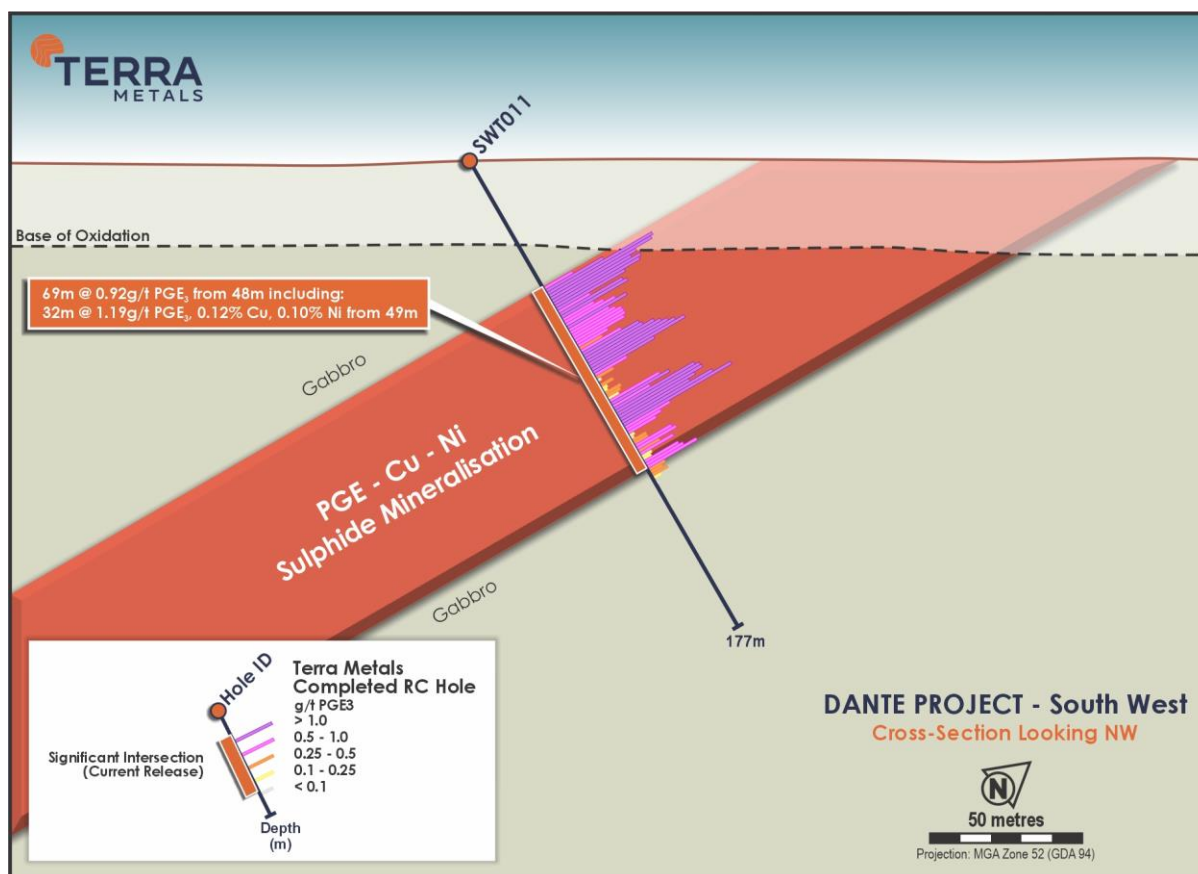 TERRA
METALS
SWT011
Base of Oxidation
69m @ 0.92g/t PGE₃ from 48m including:
32m @ 1.19g/t PGE₃, 0.12% Cu, 0.10% Ni from 49m
Gabbro
PGE - Cu - Ni
Sulphide Mineralisation
Gabbro
177m
Hole ID
Terra Metals
Completed RC Hole
g/t PGE3
> 1.0
0.5 - 1.0
0.25 - 0.5
0.1 - 0.25
< 0.1
Significant Intersection
(Current Release)
Depth
(m)
DANTE PROJECT - South West
Cross-Section Looking NW
N
50 metres
Projection: MGA Zone 52 (GDA 94)